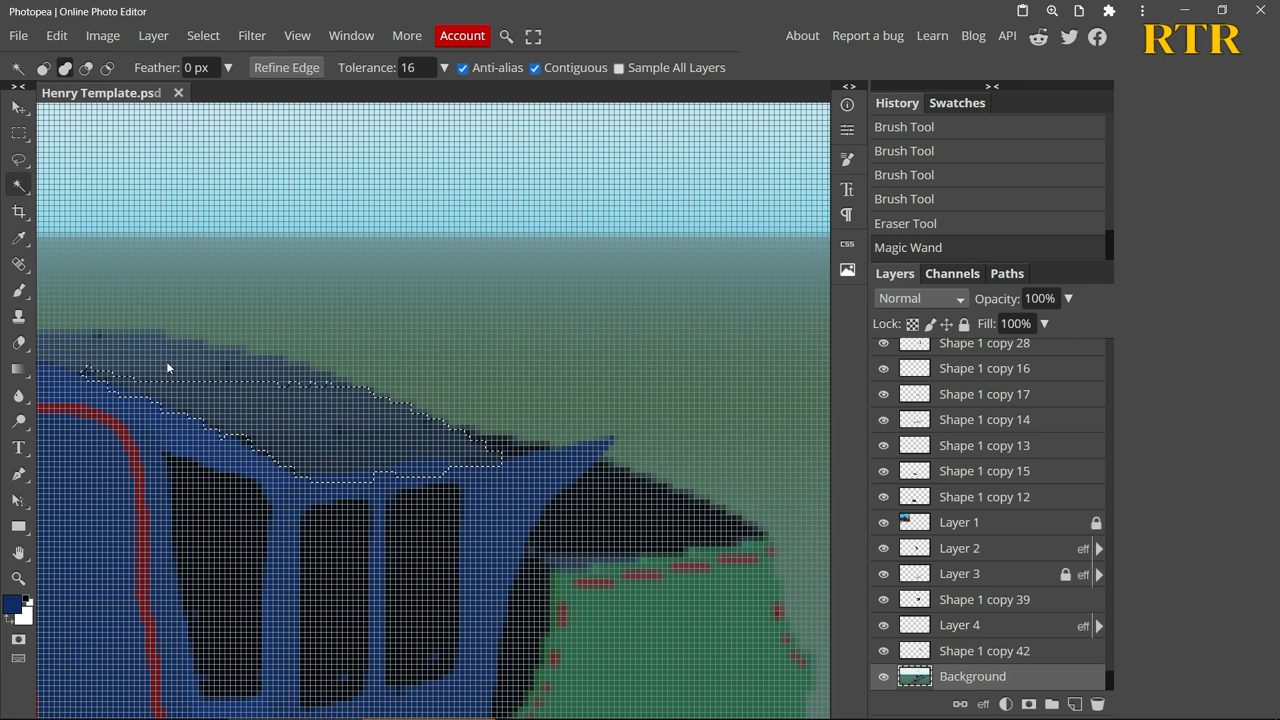 Photopea | Online Photo Editor
File Edit Image Layer Select Filter View Window More Account About Report a bug Learn Blog API
RTR
Feather: 0 px Refine Edge Tolerance: 16 Anti-alias Contiguous Sample All Layers
Henry Template.psd
History Swatches
Brush Tool
Brush Tool
Brush Tool
Brush Tool
Eraser Tool
Magic Wand
Layers Channels Paths
Normal Opacity: 100%
Lock: Fill: 100%
Shape 1 copy 28
Shape 1 copy 16
Shape 1 copy 17
Shape 1 copy 14
Shape 1 copy 13
Shape 1 copy 15
Shape 1 copy 12
Layer 1
Layer 2 eff
Layer 3 eff
Shape 1 copy 39
Layer 4 eff
Shape 1 copy 42
Background
eff
CSS